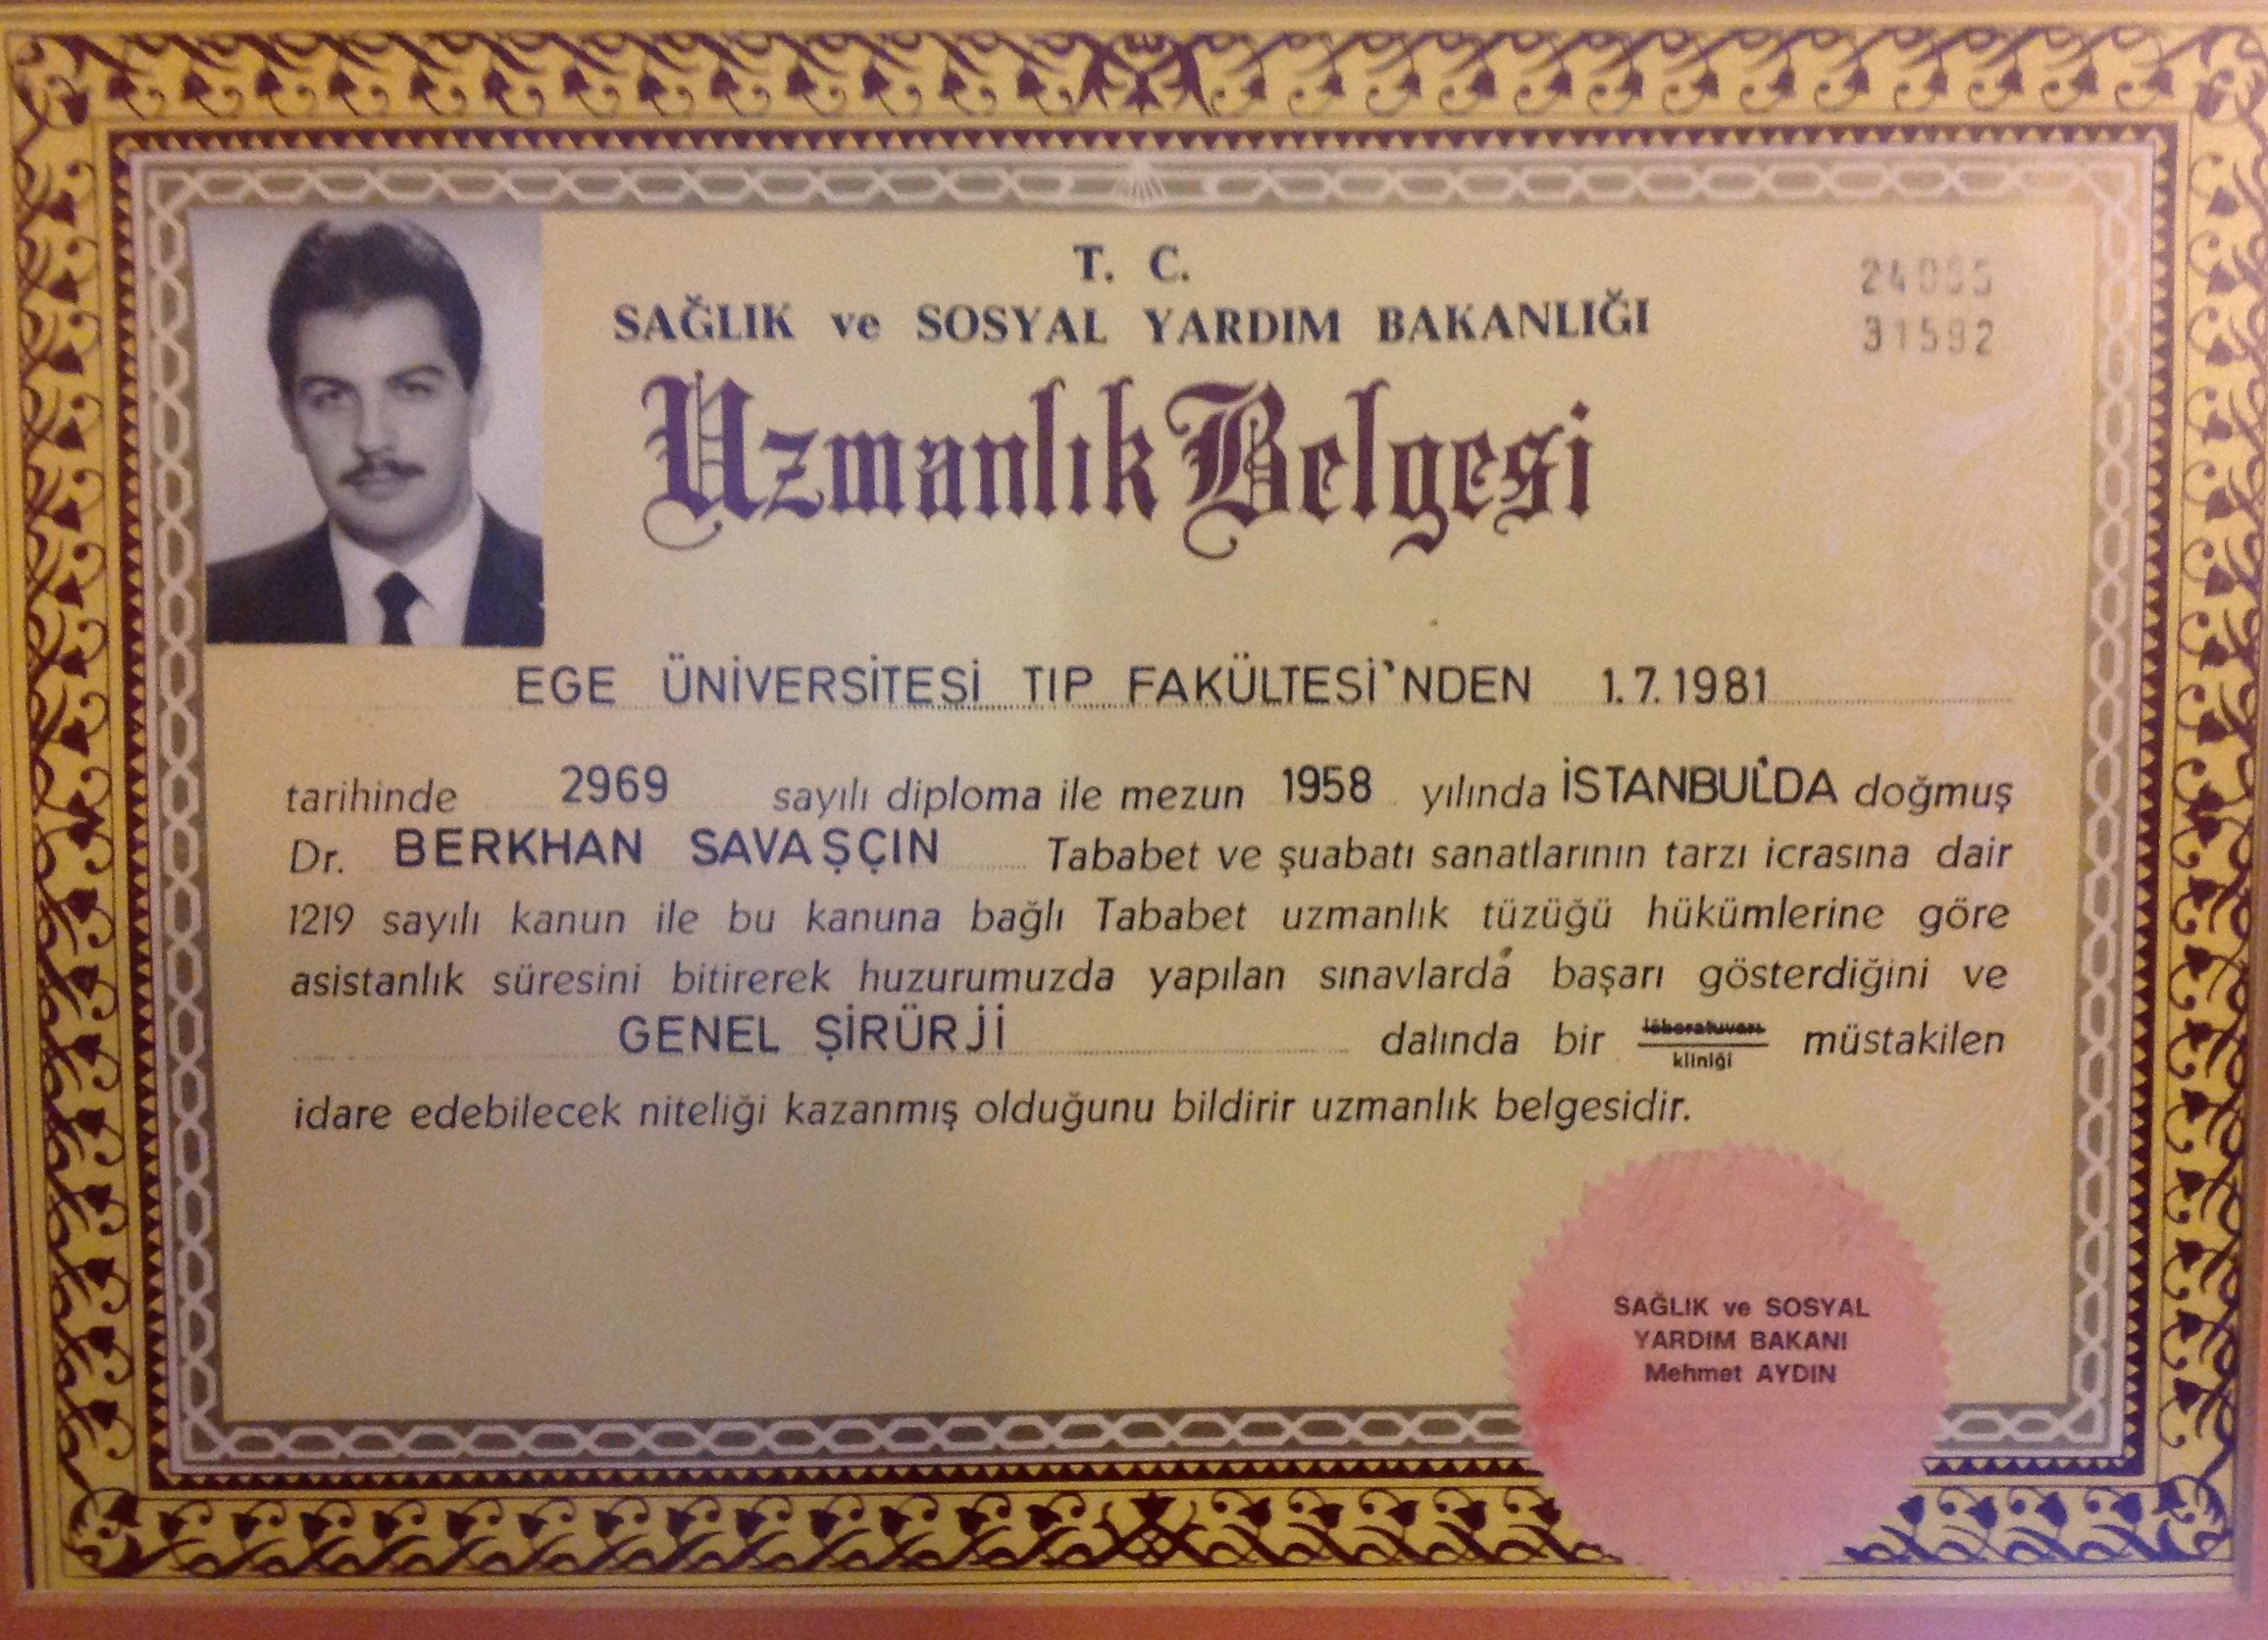 T. C.
SAĞLIK ve SOSYAL YARDIM BAKANLIĞI
31592
Uzmanlık Belgesi
EGE ÜNİVERSİTESİ TIP FAKÜLTESİ'NDEN 1.7.1981
tarihinde 2969 sayılı diploma ile mezun 1958 yılında İSTANBUL'DA doğmuş
Dr. BERKHAN SAVAŞÇIN Tababet ve şuabatı sanatlarının tarzı icrasına dair
1219 sayılı kanun ile bu kanuna bağlı Tababet uzmanlık tüzüğü hükümlerine göre
asistanlık süresini bitirerek huzurumuzda yapılan sınavlarda başarı gösterdiğini ve
GENEL ŞİRÜRJİ dalında bir laboratuvarı kliniği müstakilen
idare edebilecek niteliği kazanmış olduğunu bildirir uzmanlık belgesidir.
SAĞLIK ve SOSYAL
YARDIM BAKANI
Mehmet AYDIN